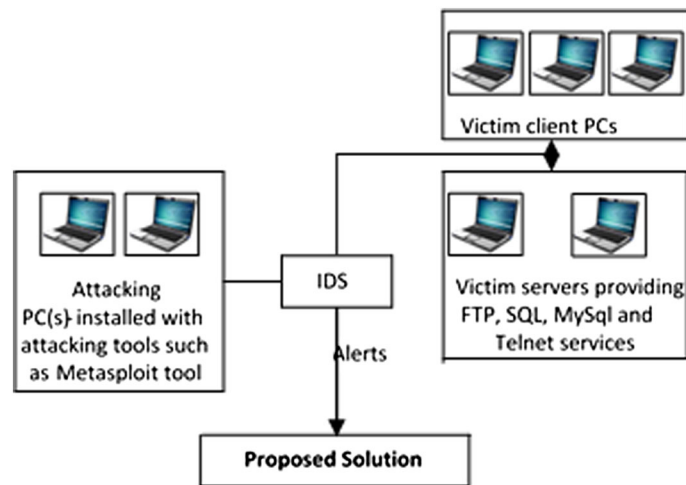 Victim client PCs
Attacking
PC(s) installed with
attacking tools such
as Metasploit tool
IDS
Victim servers providing
FTP, SQL, MySql and
Telnet services
Alerts
Proposed Solution